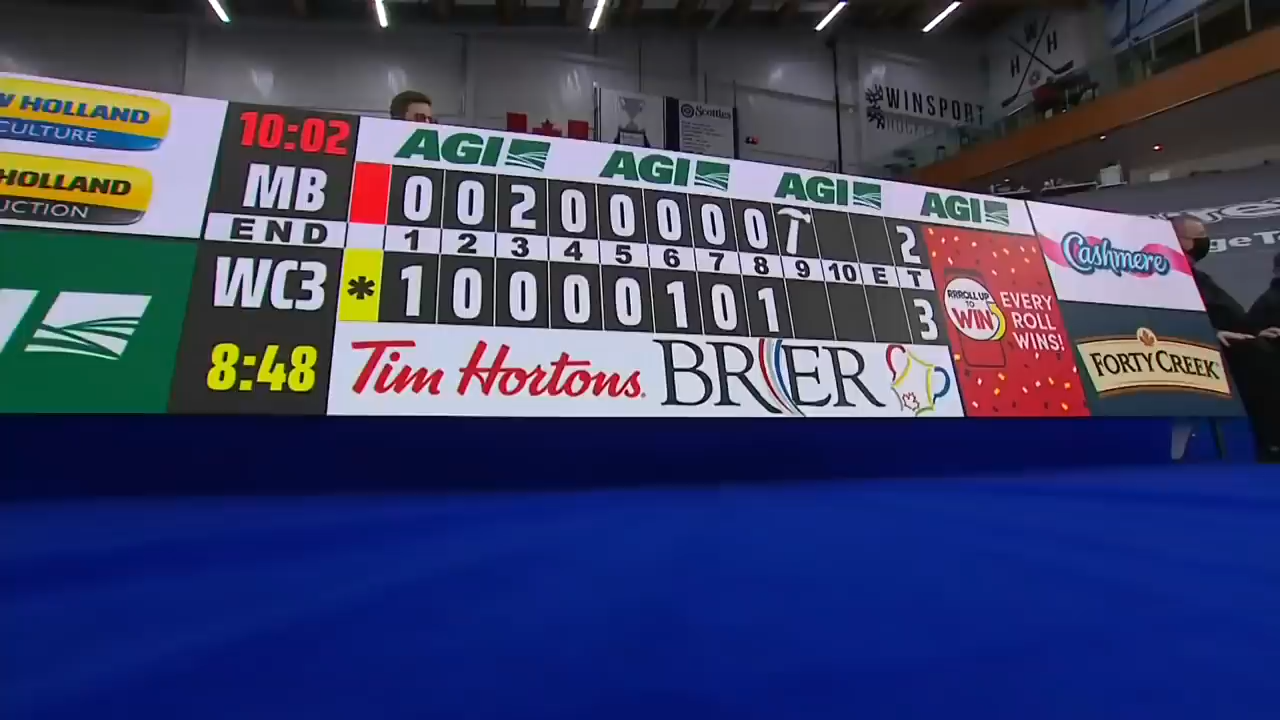 W H H
WINSPORT
Scotties
W HOLLAND
CULTURE
HOLLAND
UCTION
10:02
AGI AGI AGI AGI
MB 0 0 2 0 0 0 0 0 2
END 1 2 3 4 5 6 7 8 9 10 E T
WC3 * 1 0 0 0 0 1 0 1 3
8:48
Tim Hortons. BRIER
RRROLL UP
TO
WIN
EVERY
ROLL
WINS!
Cashmere
FORTY CREEK